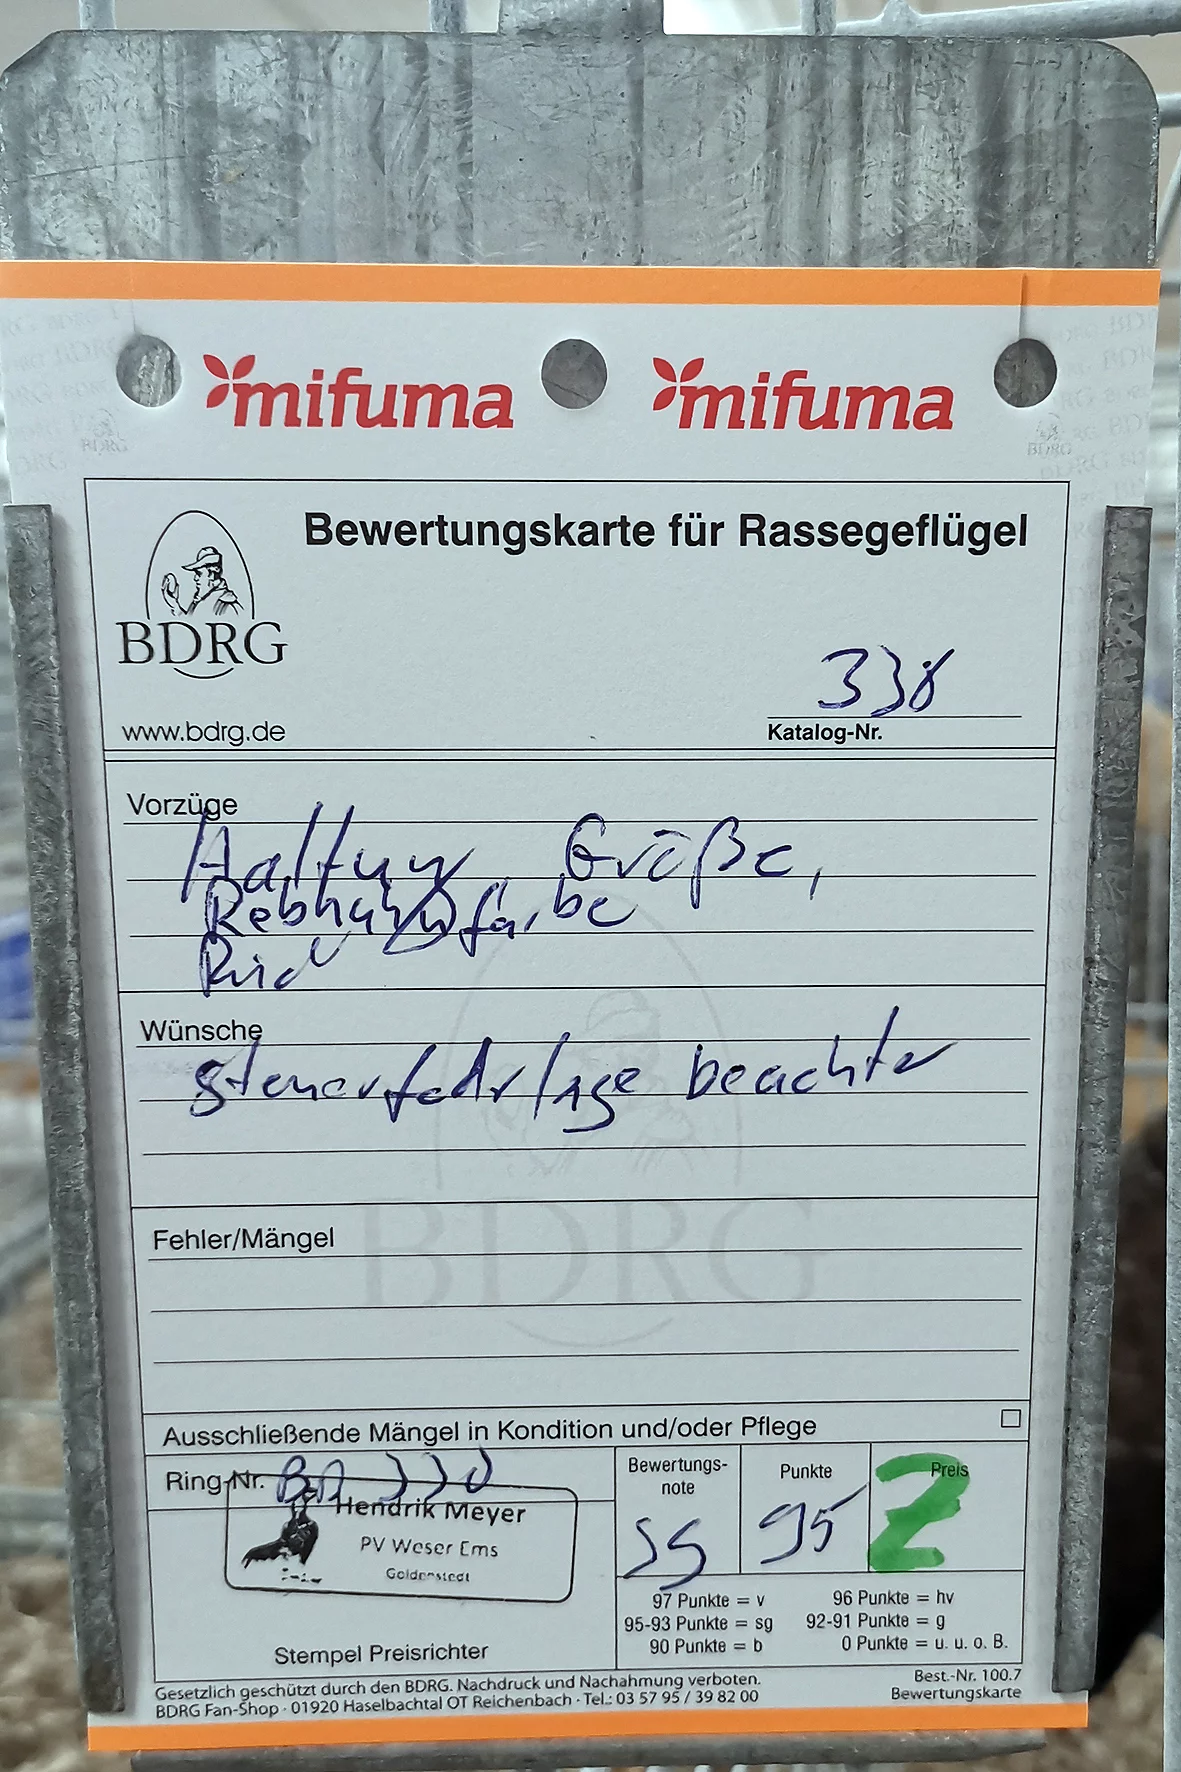 mifuma mifuma
Bewertungskarte für Rassegeflügel
BDRG
www.bdrg.de
338
Katalog-Nr.
Vorzüge
Haltung Größe,
Rebhuhnfarbe
Wünsche
Steuerfederlage beachten
BDRG
Fehler/Mängel
Ausschließende Mängel in Kondition und/oder Pflege
Ring-Nr.
Bewertungs-
note
sg
Punkte
95
Preis
Z
Hendrik Meyer
PV Weser Ems
Goldenstedt
Stempel Preisrichter
97 Punkte = v 96 Punkte = hv
95-93 Punkte = sg 92-91 Punkte = g
90 Punkte = b 0 Punkte = u. u. o. B.
Gesetzlich geschützt durch den BDRG. Nachdruck und Nachahmung verboten.
BDRG Fan-Shop · 01920 Haselbachtal OT Reichenbach · Tel.: 03 57 95 / 39 82 00
Best.-Nr. 100.7
Bewertungskarte